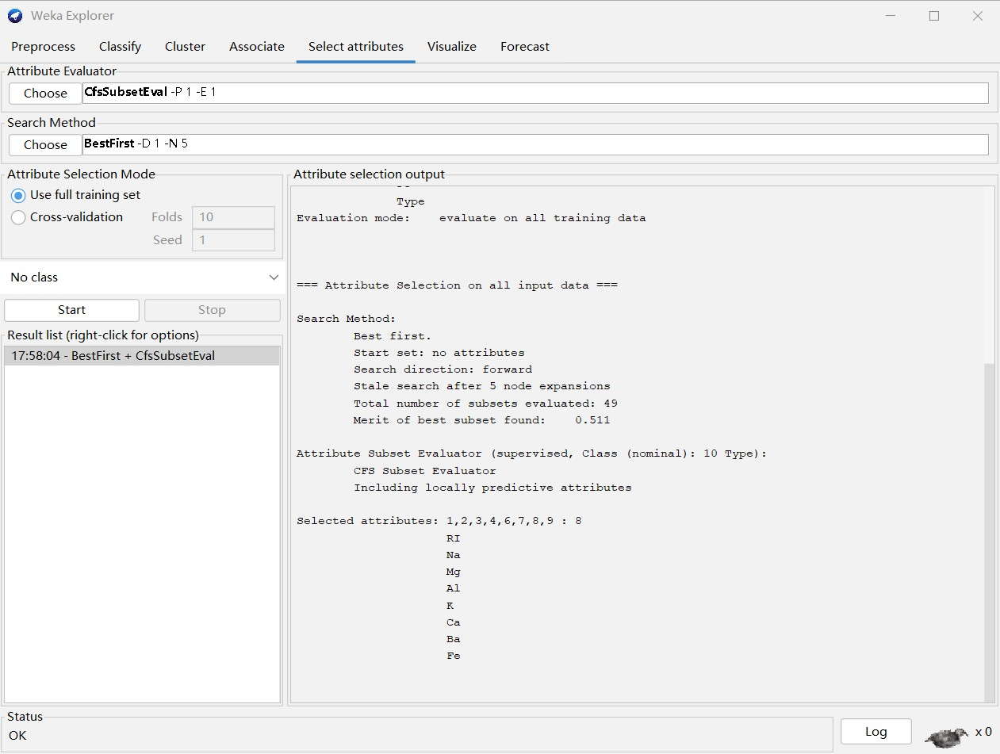 Weka Explorer
Preprocess Classify Cluster Associate Select attributes Visualize Forecast
Attribute Evaluator
Choose CfsSubsetEval -P 1 -E 1
Search Method
Choose BestFirst -D 1 -N 5
Attribute Selection Mode
Use full training set
Cross-validation Folds 10
Seed 1
No class
Start Stop
Result list (right-click for options)
17:58:04 - BestFirst + CfsSubsetEval
Attribute selection output
Type
Evaluation mode:    evaluate on all training data
=== Attribute Selection on all input data ===
Search Method:
Best first.
Start set: no attributes
Search direction: forward
Stale search after 5 node expansions
Total number of subsets evaluated: 49
Merit of best subset found:    0.511
Attribute Subset Evaluator (supervised, Class (nominal): 10 Type):
CFS Subset Evaluator
Including locally predictive attributes
Selected attributes: 1,2,3,4,6,7,8,9 : 8
RI
Na
Mg
Al
K
Ca
Ba
Fe
Status
OK
Log x 0